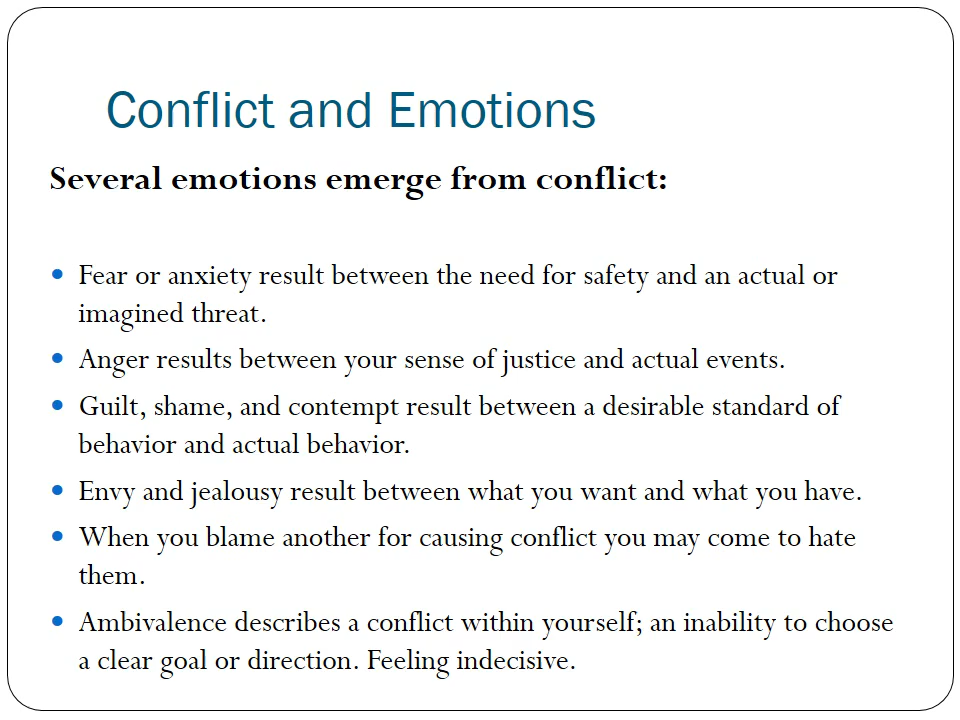 Conflict and Emotions
Several emotions emerge from conflict:
• Fear or anxiety result between the need for safety and an actual or
imagined threat.
• Anger results between your sense of justice and actual events.
• Guilt, shame, and contempt result between a desirable standard of
behavior and actual behavior.
• Envy and jealousy result between what you want and what you have.
• When you blame another for causing conflict you may come to hate
them.
• Ambivalence describes a conflict within yourself; an inability to choose
a clear goal or direction. Feeling indecisive.